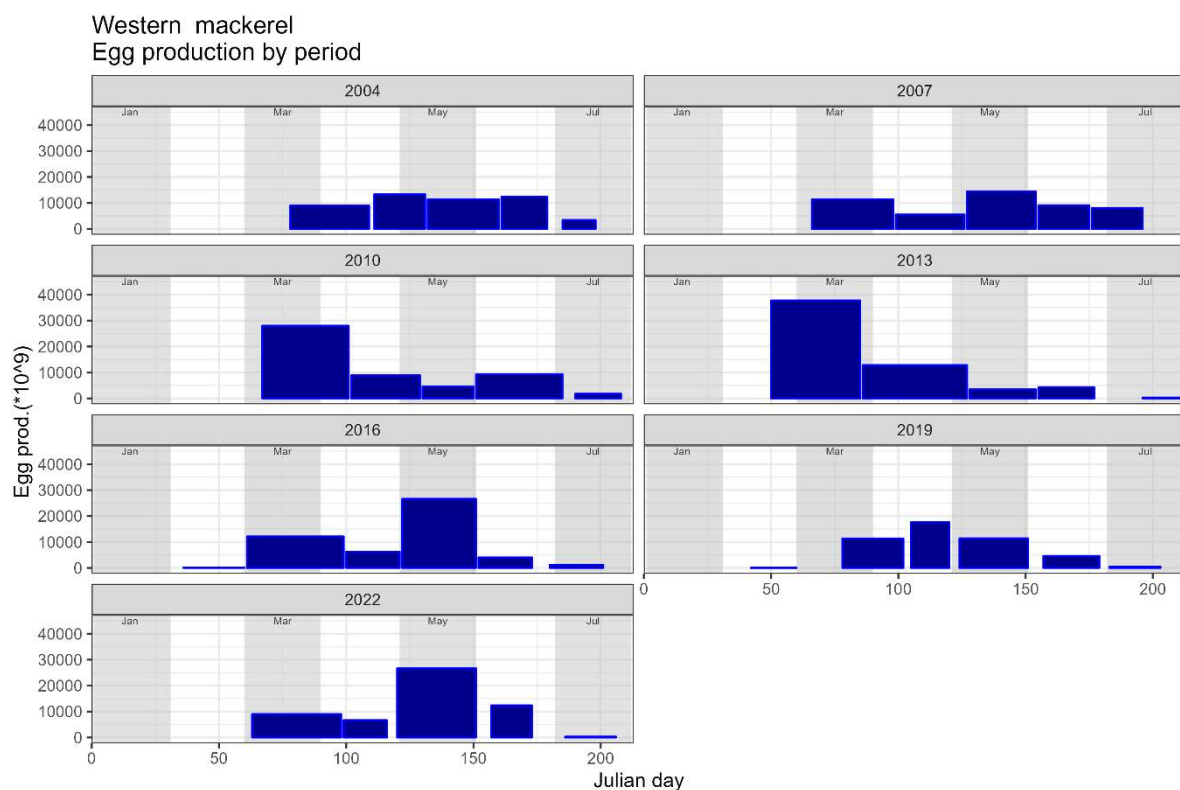 Western  mackerel
Egg production by period
2004
2007
Jan Mar May Jul
Jan Mar May Jul
40000
30000
20000
10000
0
2010
2013
Jan Mar May Jul
Jan Mar May Jul
40000
30000
20000
10000
0
2016
2019
Jan Mar May Jul
Jan Mar May Jul
40000
30000
20000
10000
0
0 50 100 150 200
2022
Jan Mar May Jul
40000
30000
20000
10000
0
0 50 100 150 200
Egg prod.(*10^9)
Julian day